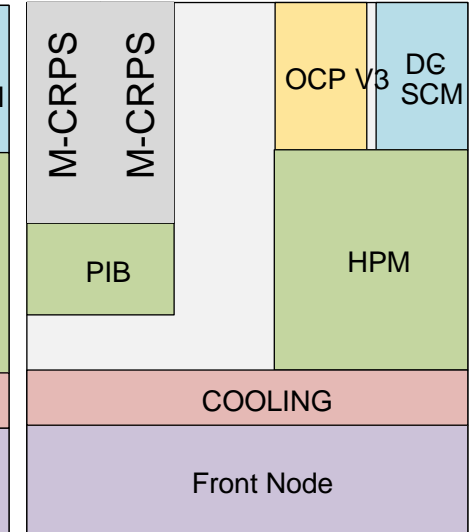 M-CRPS
M-CRPS
OCP V3
DC-
SCM
PIB
HPM
COOLING
Front Node